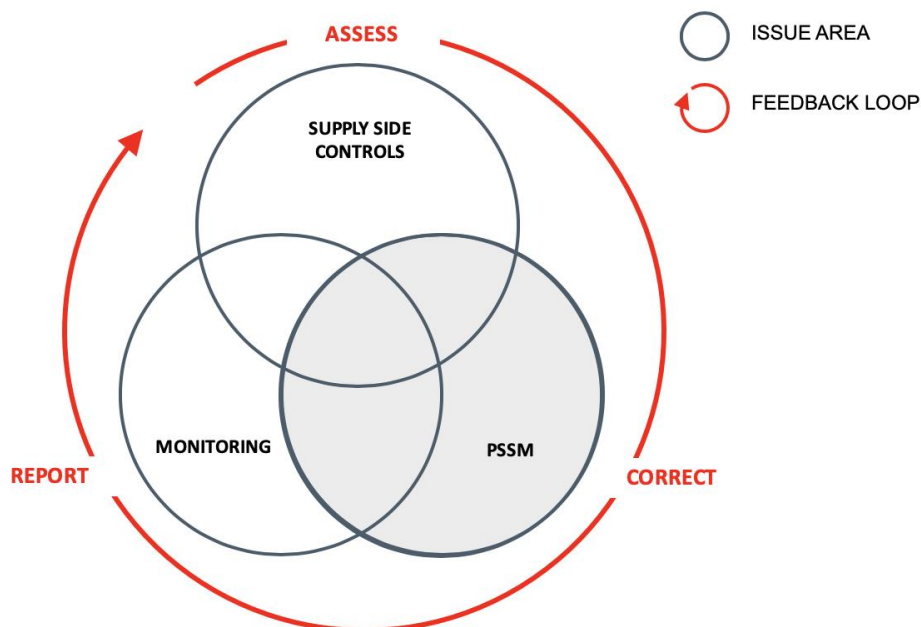 ASSESS
ISSUE AREA
FEEDBACK LOOP
SUPPLY SIDE
CONTROLS
MONITORING
PSSM
REPORT
CORRECT